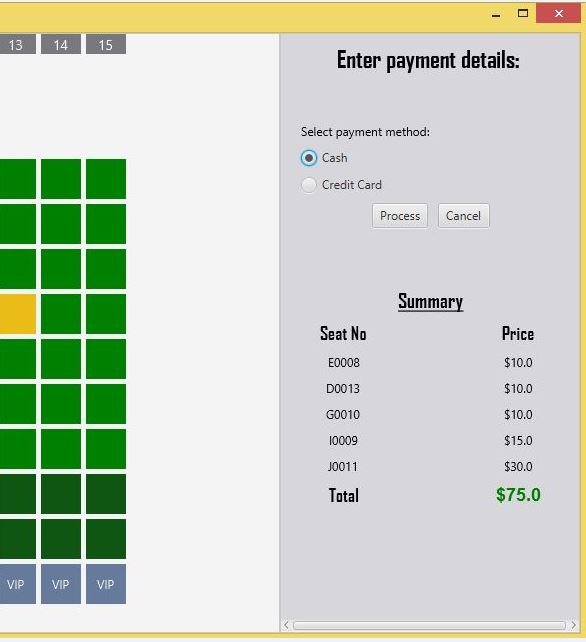 13 14 15
Enter payment details:
Select payment method:
Cash
Credit Card
Process Cancel
Summary
Seat No Price
E0008 $10.0
D0013 $10.0
G0010 $10.0
I0009 $15.0
J0011 $30.0
Total $75.0
VIP VIP VIP